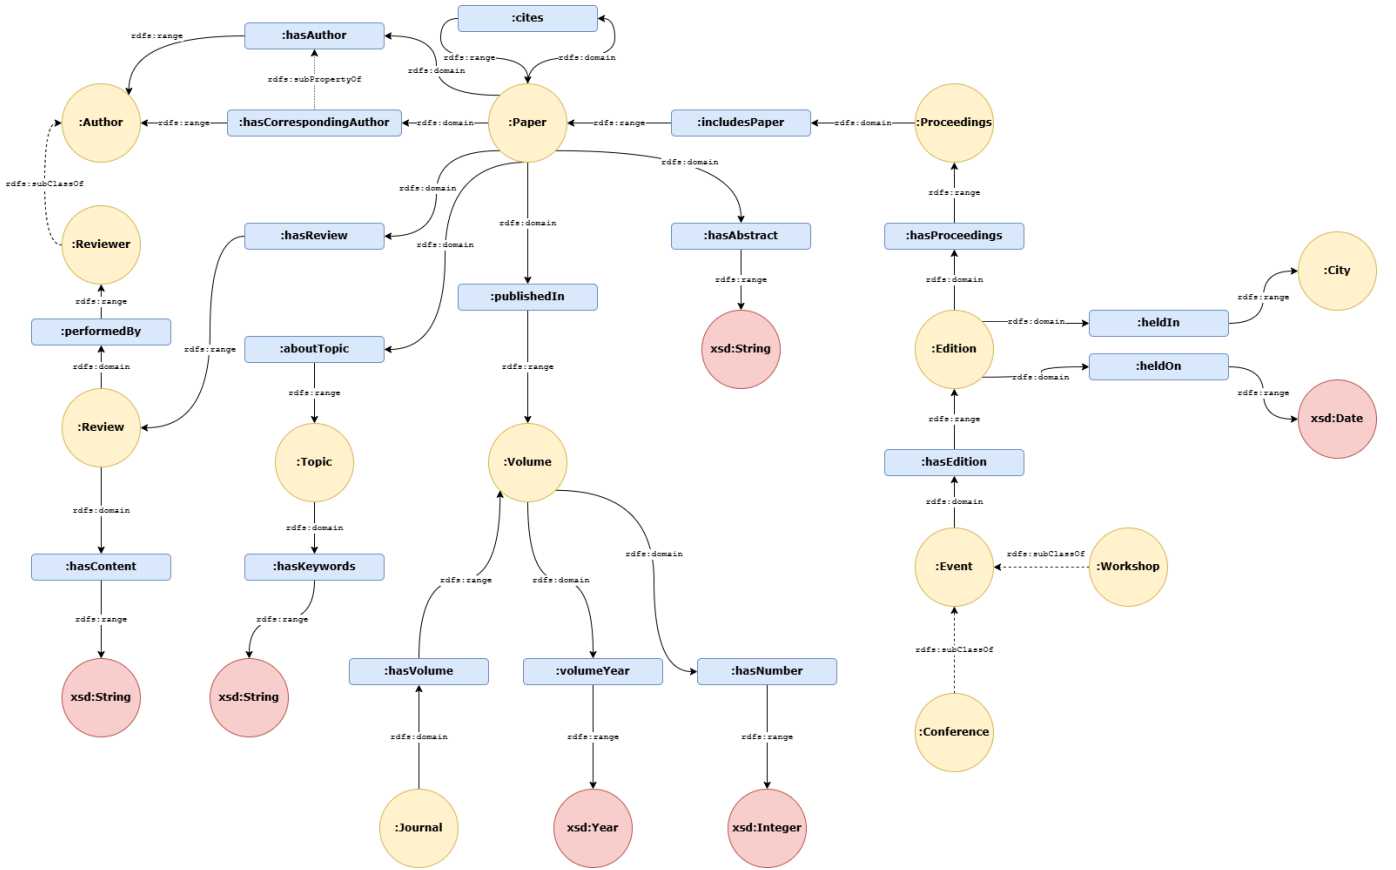 :cites
:hasAuthor
rdfs:range
rdfs:range
rdfs:domain
rdfs:domain
rdfs:subPropertyOf
:Author
rdfs:range
:hasCorrespondingAuthor
rdfs:domain
:Paper
rdfs:range
:includesPaper
rdfs:domain
:Proceedings
rdfs:subClassOf
rdfs:domain
rdfs:domain
rdfs:range
:Reviewer
:hasReview
rdfs:domain
rdfs:domain
:hasAbstract
:hasProceedings
rdfs:range
:performedBy
rdfs:domain
:publishedIn
rdfs:range
rdfs:domain
:City
rdfs:range
rdfs:domain
:heldIn
rdfs:range
:aboutTopic
xsd:String
:Edition
rdfs:domain
:heldOn
rdfs:range
rdfs:range
rdfs:range
rdfs:domain
:Review
rdfs:range
xsd:Date
:Topic
:Volume
:hasEdition
rdfs:domain
rdfs:domain
rdfs:domain
:hasContent
:hasKeywords
rdfs:range
rdfs:domain
rdfs:domain
:Event
rdfs:subClassOf
:Workshop
rdfs:range
rdfs:range
rdfs:subClassOf
xsd:String
xsd:String
:hasVolume
:volumeYear
:hasNumber
:Conference
rdfs:domain
rdfs:range
rdfs:range
:Journal
xsd:Year
xsd:Integer